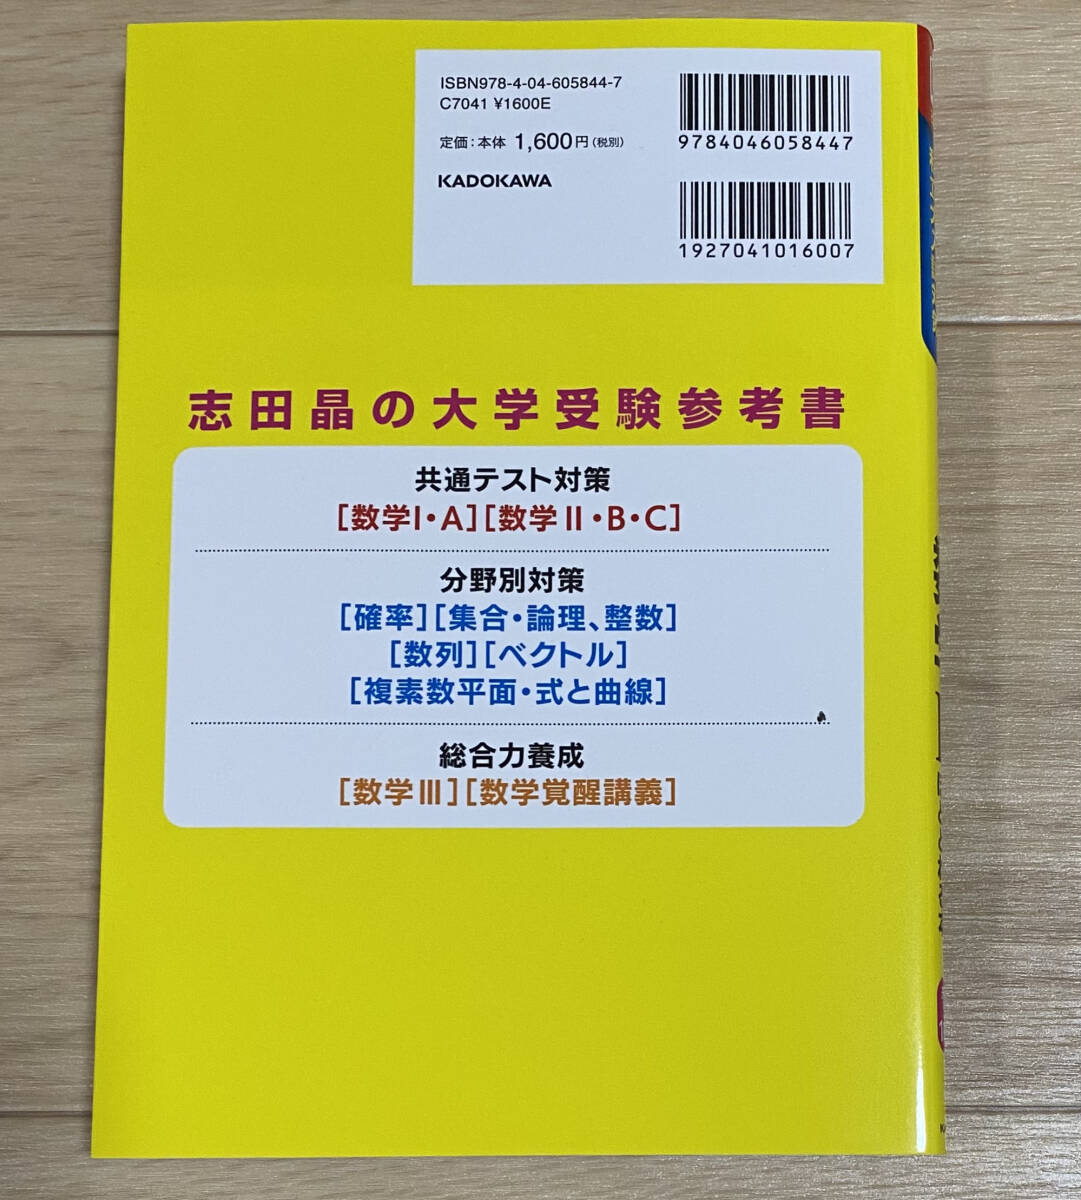 ISBN978-4-04-605844-7
C7041 ¥1600E
定価:本体 1,600円(税別)
KADOKAWA
9784046058447
1927041016007
志田晶の大学受験参考書
共通テスト対策
[数学Ⅰ・A][数学Ⅱ・B・C]
分野別対策
[確率][集合・論理、整数]
[数列][ベクトル]
[複素数平面・式と曲線]
総合力養成
[数学Ⅲ][数学覚醒講義]